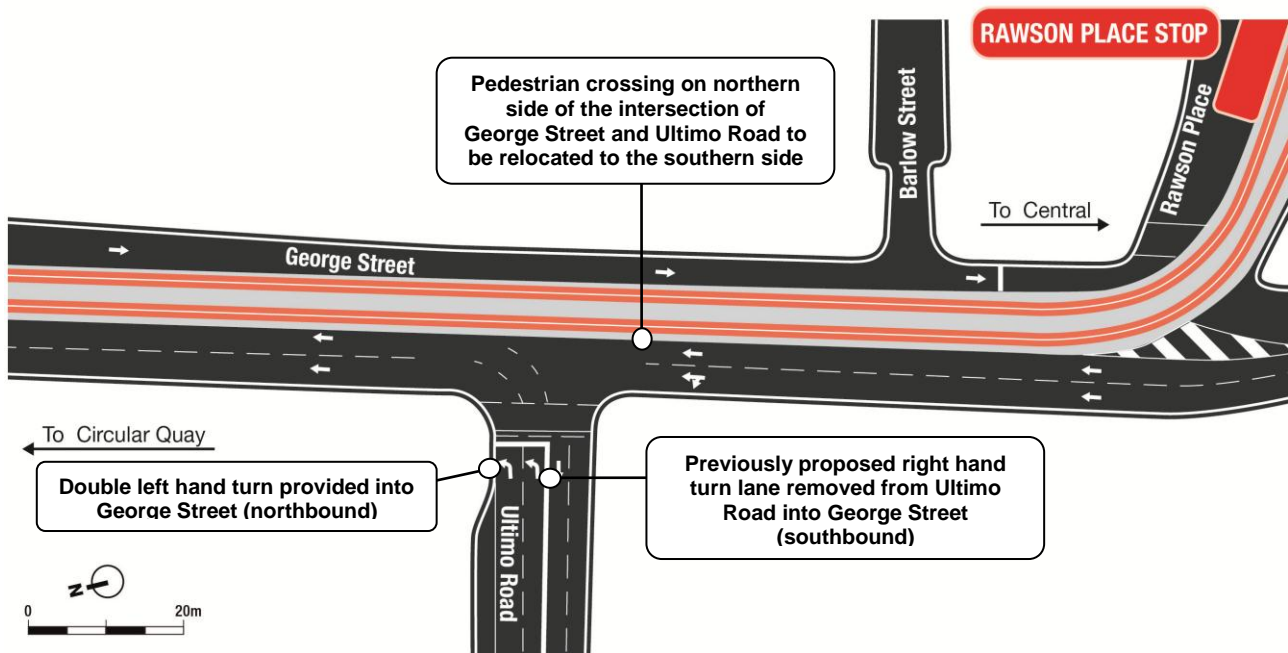 RAWSON PLACE STOP
Pedestrian crossing on northern
side of the intersection of
George Street and Ultimo Road to
be relocated to the southern side
Barlow Street
Rawson Place
To Central
George Street
To Circular Quay
Double left hand turn provided into
George Street (northbound)
Ultimo Road
Previously proposed right hand
turn lane removed from Ultimo
Road into George Street
(southbound)
N
0 20m